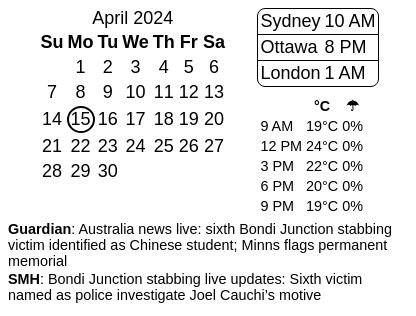 April 2024
Su Mo Tu We Th Fr Sa
1 2 3 4 5 6
7 8 9 10 11 12 13
14 15 16 17 18 19 20
21 22 23 24 25 26 27
28 29 30
Sydney 10 AM
Ottawa 8 PM
London 1 AM
°C ☂
9 AM 19°C 0%
12 PM 24°C 0%
3 PM 22°C 0%
6 PM 20°C 0%
9 PM 19°C 0%
Guardian: Australia news live: sixth Bondi Junction stabbing
victim identified as Chinese student; Minns flags permanent
memorial
SMH: Bondi Junction stabbing live updates: Sixth victim
named as police investigate Joel Cauchi’s motive